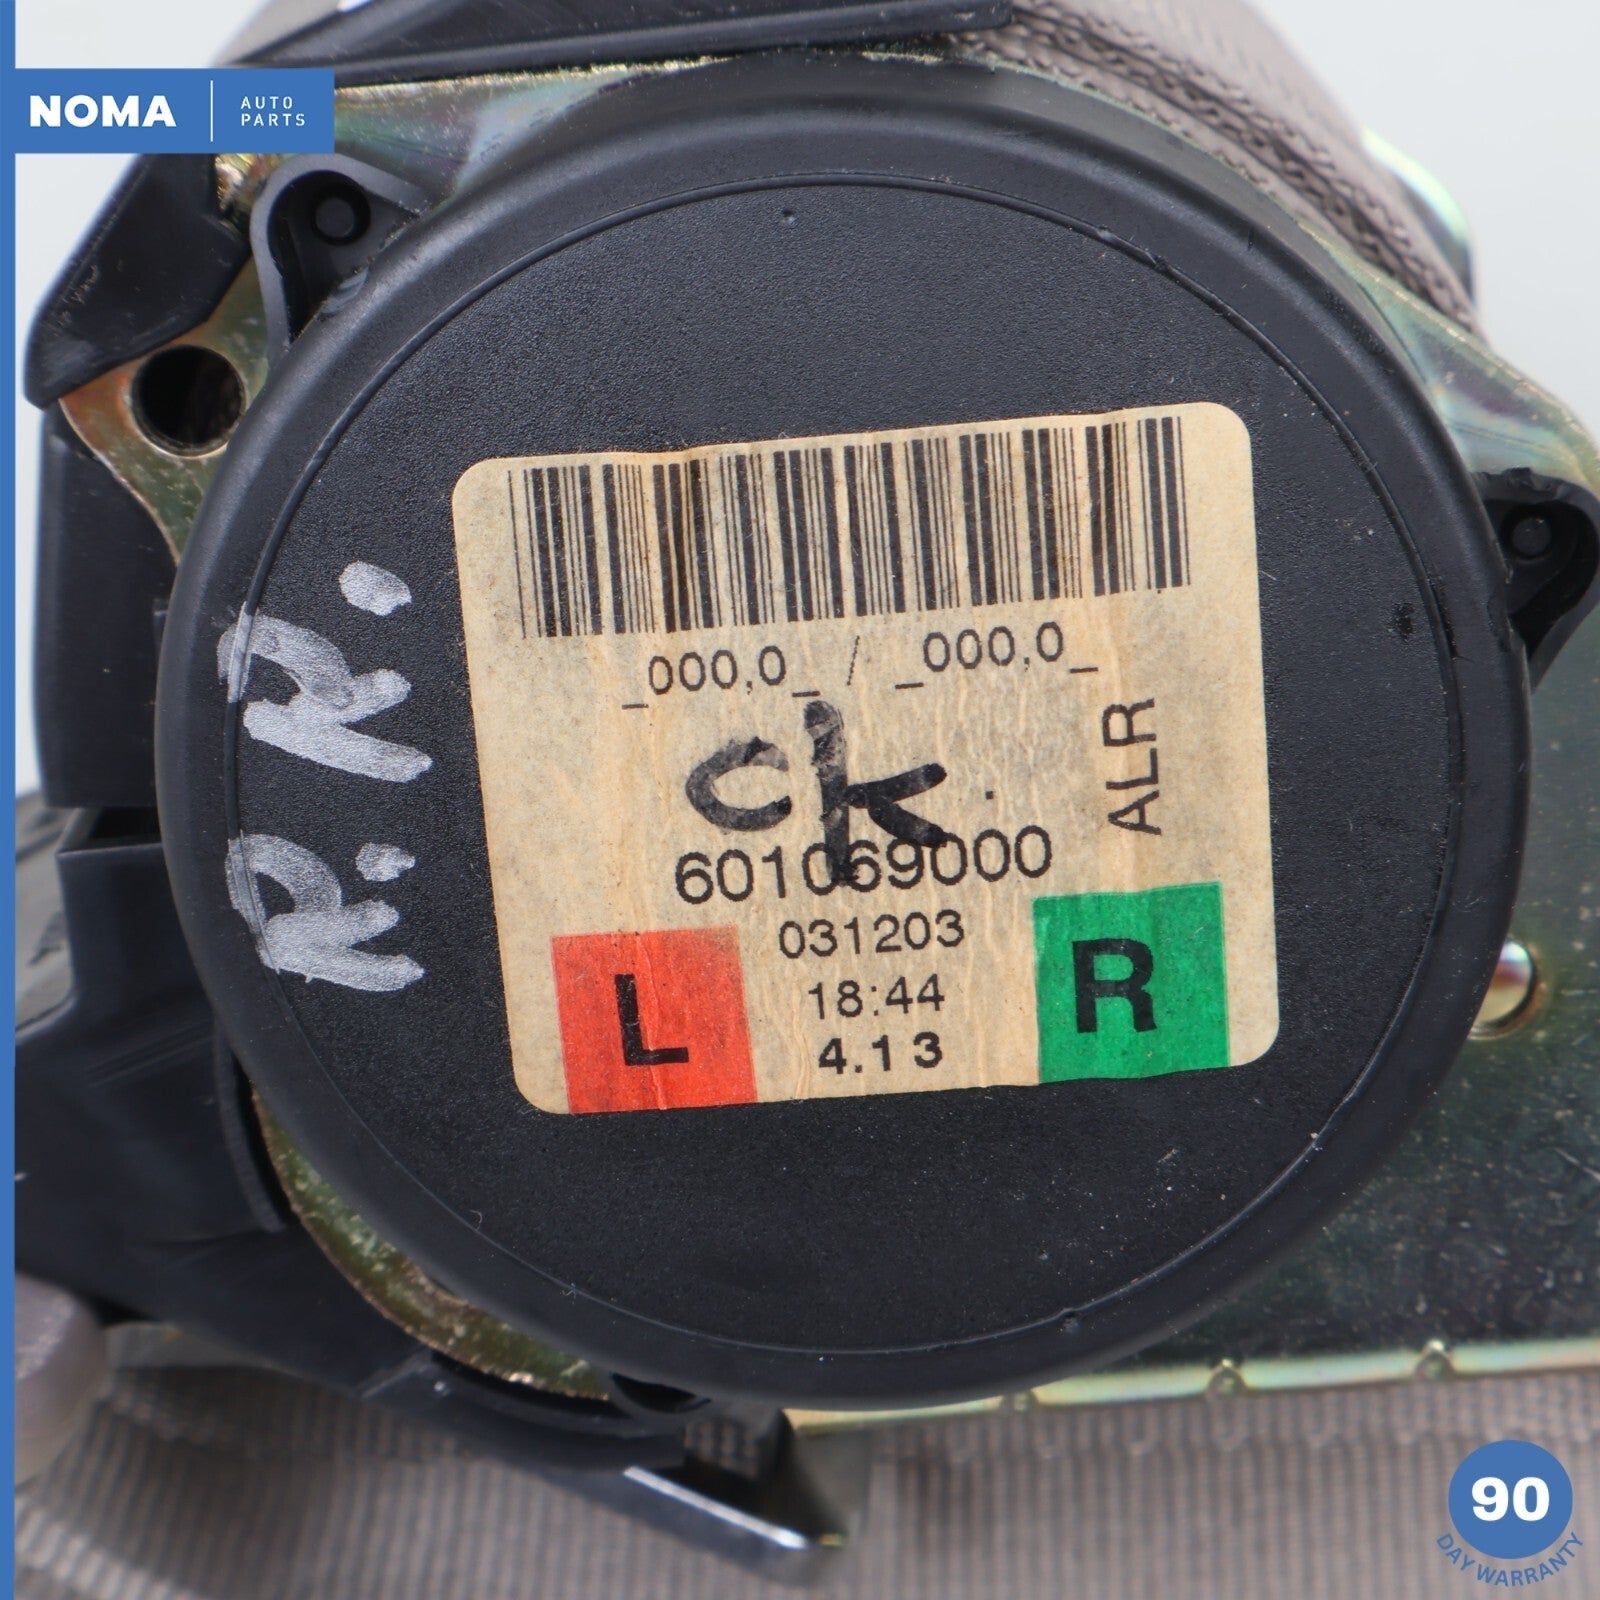 NOMA
AUTO
PARTS
_000,0_ / _000,0_
ck.
ALR
601069000
031203
18:44
4.13
L
R
R.R.
90
DAY WARRANTY